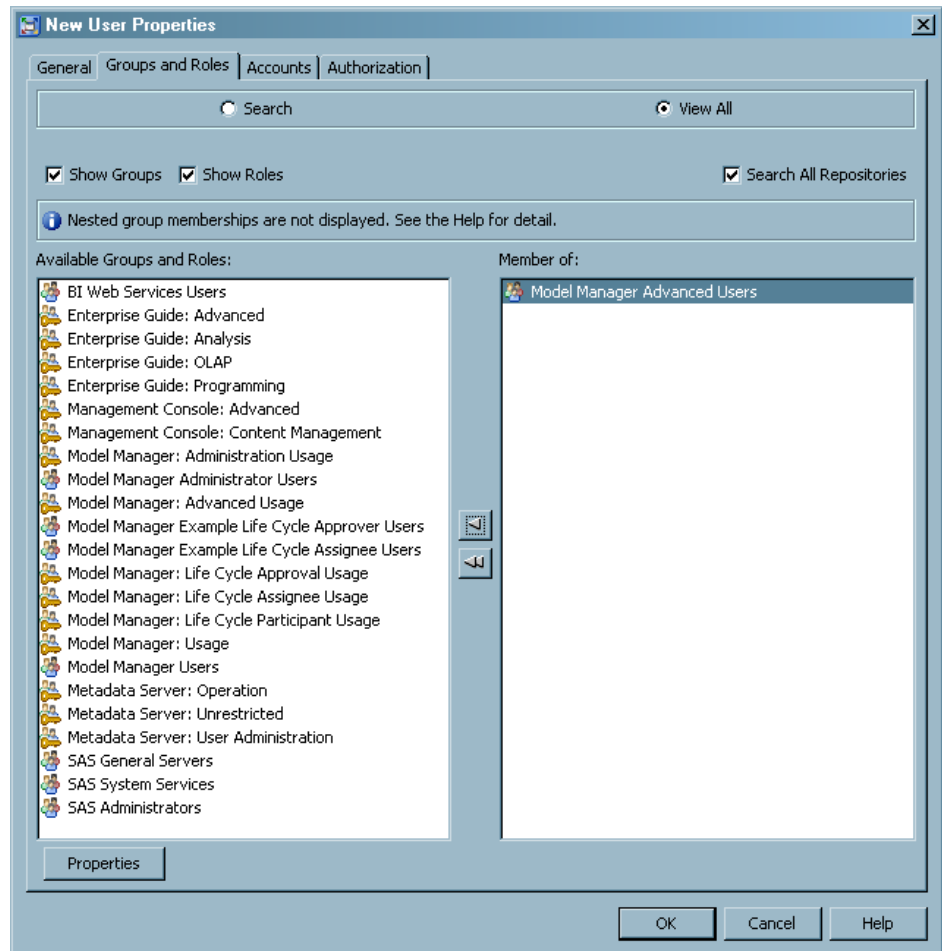 New User Properties
General Groups and Roles Accounts Authorization
Search View All
Show Groups Show Roles Search All Repositories
Nested group memberships are not displayed. See the Help for detail.
Available Groups and Roles:
BI Web Services Users
Enterprise Guide: Advanced
Enterprise Guide: Analysis
Enterprise Guide: OLAP
Enterprise Guide: Programming
Management Console: Advanced
Management Console: Content Management
Model Manager: Administration Usage
Model Manager Administrator Users
Model Manager: Advanced Usage
Model Manager Example Life Cycle Approver Users
Model Manager Example Life Cycle Assignee Users
Model Manager: Life Cycle Approval Usage
Model Manager: Life Cycle Assignee Usage
Model Manager: Life Cycle Participant Usage
Model Manager: Usage
Model Manager Users
Metadata Server: Operation
Metadata Server: Unrestricted
Metadata Server: User Administration
SAS General Servers
SAS System Services
SAS Administrators
Member of:
Model Manager Advanced Users
Properties
OK Cancel Help